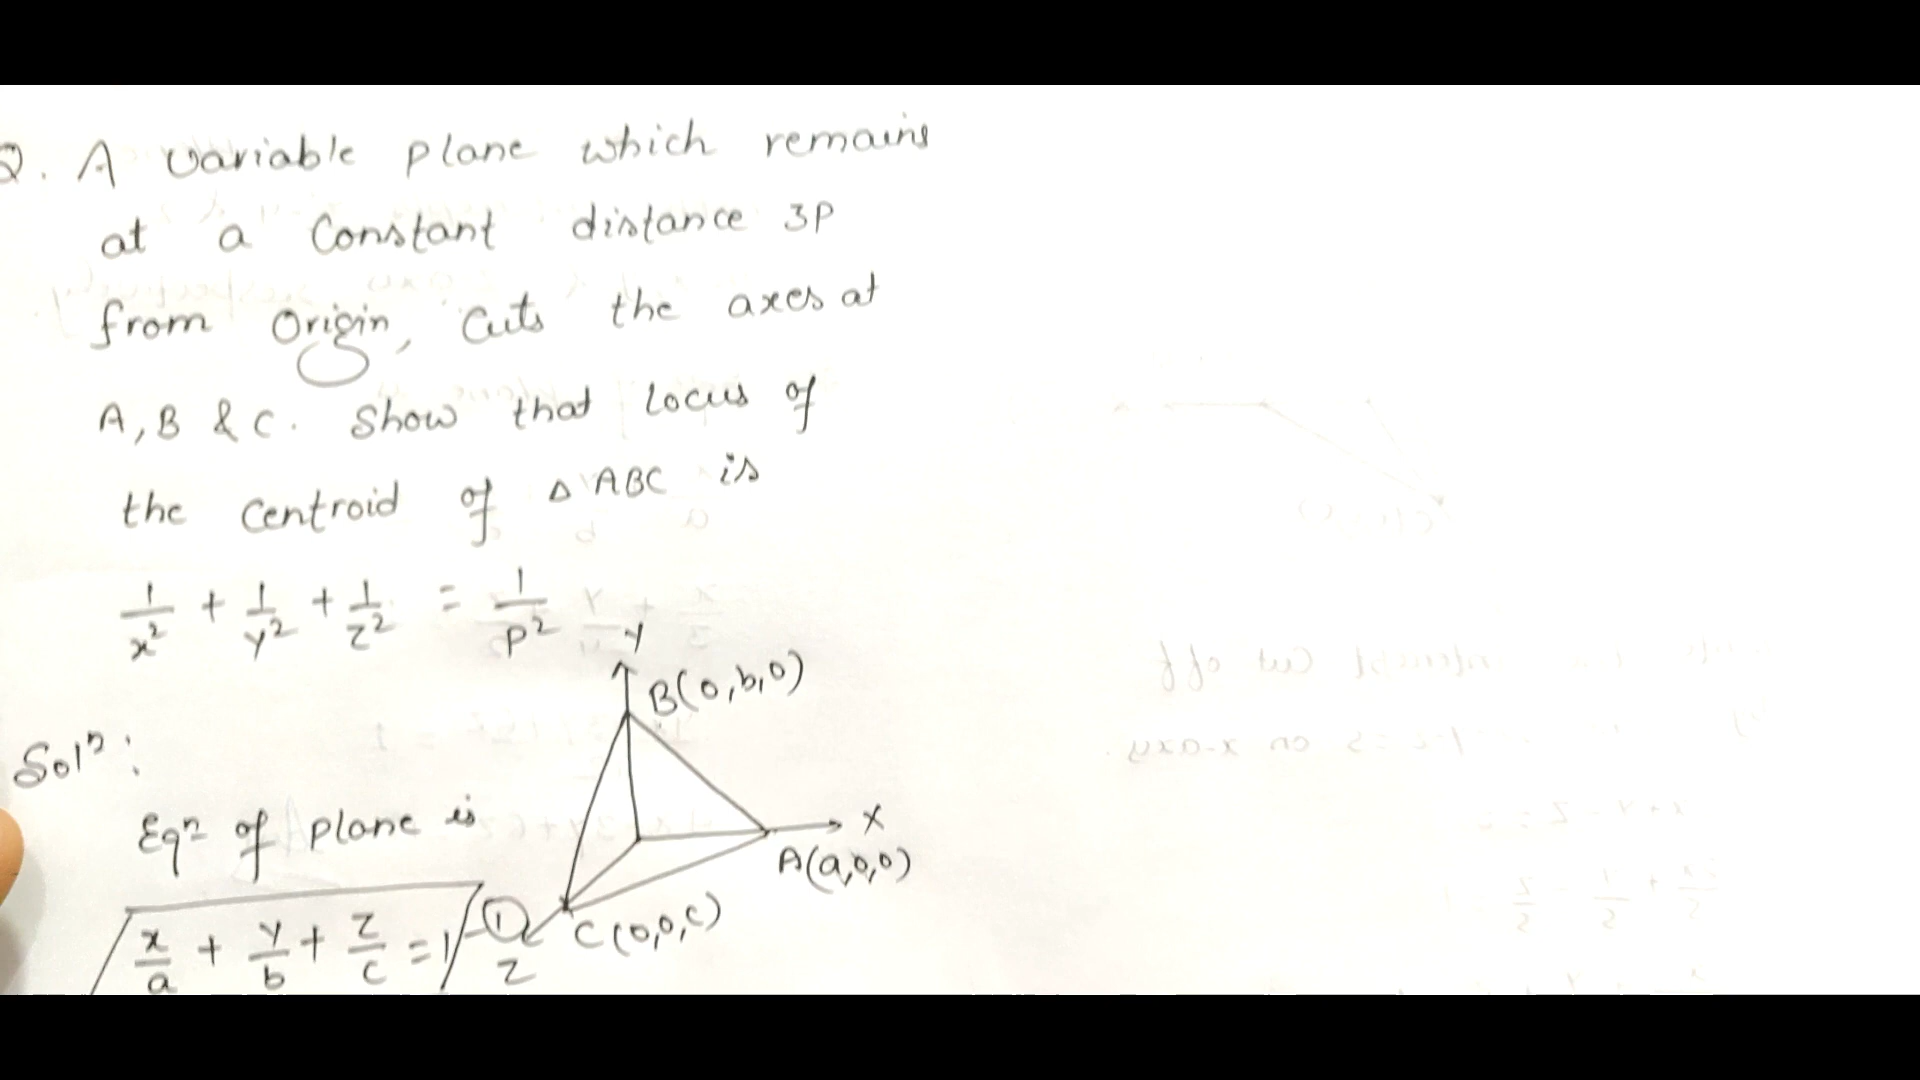 Q. A variable plane which remains
at a constant distance 3P
from origin, cuts the axes at
A, B & C. Show that locus of
the centroid of Δ ABC is
1/x² + 1/y² + 1/z² = 1/p²
Y
B(0,b,0)
Solⁿ:
Eqⁿ of plane is
X
A(a,0,0)
x/a + y/b + z/c = 1 - ①
C(0,0,c)
Z